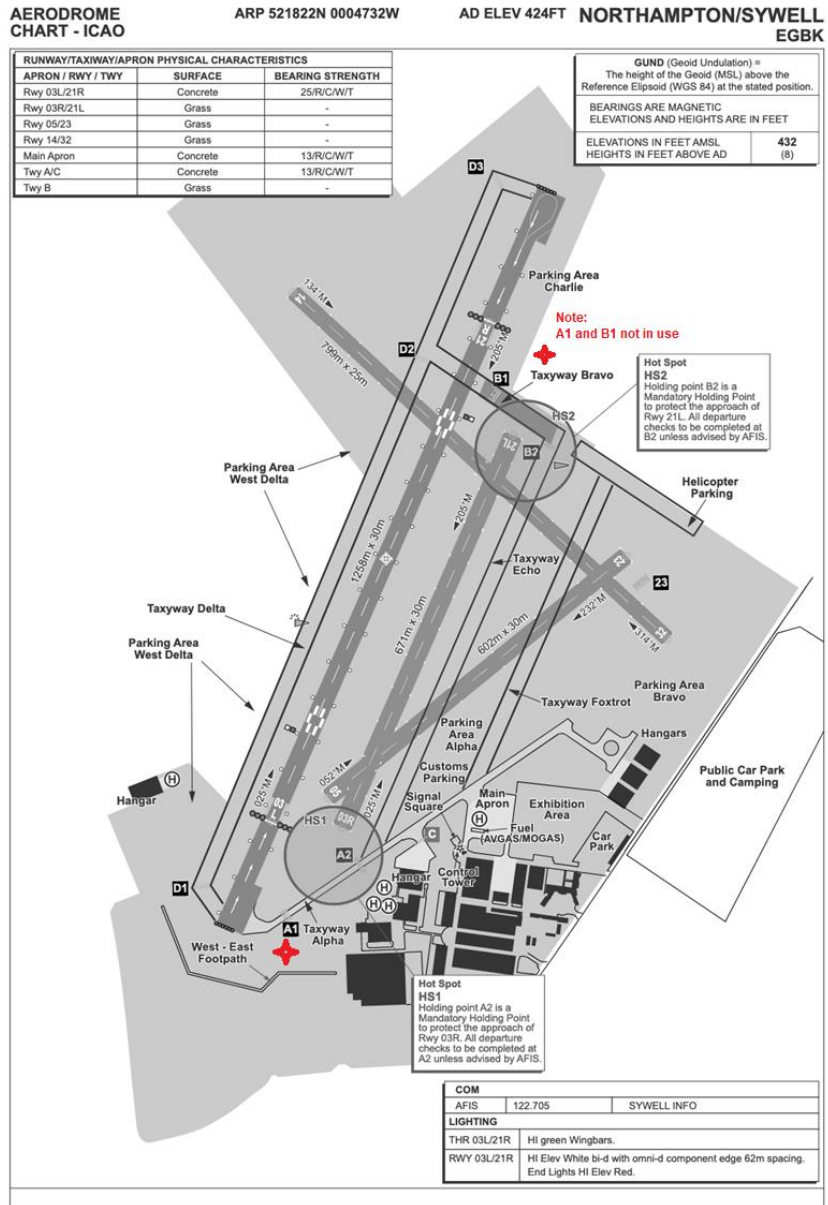 AERODROME
CHART - ICAO
ARP 521822N 0004732W
AD ELEV 424FT
NORTHAMPTON/SYWELL
EGBK
RUNWAY/TAXIWAY/APRON PHYSICAL CHARACTERISTICS
APRON / RWY / TWY SURFACE BEARING STRENGTH
Rwy 03L/21R Concrete 25/R/C/W/T
Rwy 03R/21L Grass -
Rwy 05/23 Grass -
Rwy 14/32 Grass -
Main Apron Concrete 13/R/C/W/T
Twy A/C Concrete 13/R/C/W/T
Twy B Grass -
GUND (Geoid Undulation) =
The height of the Geoid (MSL) above the
Reference Elipsoid (WGS 84) at the stated position.
BEARINGS ARE MAGNETIC
ELEVATIONS AND HEIGHTS ARE IN FEET
ELEVATIONS IN FEET AMSL 432
HEIGHTS IN FEET ABOVE AD (8)
D3
Parking Area
Charlie
134°M
14
799m x 25m
Note:
A1 and B1 not in use
21
R
205°M
D2
B1
Taxyway Bravo
Hot Spot
HS2
Holding point B2 is a
Mandatory Holding Point
to protect the approach of
Rwy 21L. All departure
checks to be completed at
B2 unless advised by AFIS.
HS2
21L
B2
Parking Area
West Delta
Helicopter
Parking
205°M
1258m x 30m
Taxyway
Echo
23
23
232°M
314°M
32
Taxyway Delta
671m x 30m
602m x 30m
Parking Area
West Delta
Parking Area
Bravo
Taxyway Foxtrot
Parking
Area
Alpha
Hangars
Customs
Parking
Public Car Park
and Camping
052°M
05
025°M
03
L
025°M
03R
H
Hangar
Signal
Square
Main
Apron
Exhibition
Area
HS1
H
Fuel
(AVGAS/MOGAS)
C
Car
Park
A2
Hangar
Control
Tower
H
H
H
D1
A1
Taxyway
Alpha
West - East
Footpath
Hot Spot
HS1
Holding point A2 is a
Mandatory Holding Point
to protect the approach of
Rwy 03R. All departure
checks to be completed at
A2 unless advised by AFIS.
COM
AFIS 122.705 SYWELL INFO
LIGHTING
THR 03L/21R HI green Wingbars.
RWY 03L/21R HI Elev White bi-d with omni-d component edge 62m spacing.
End Lights HI Elev Red.